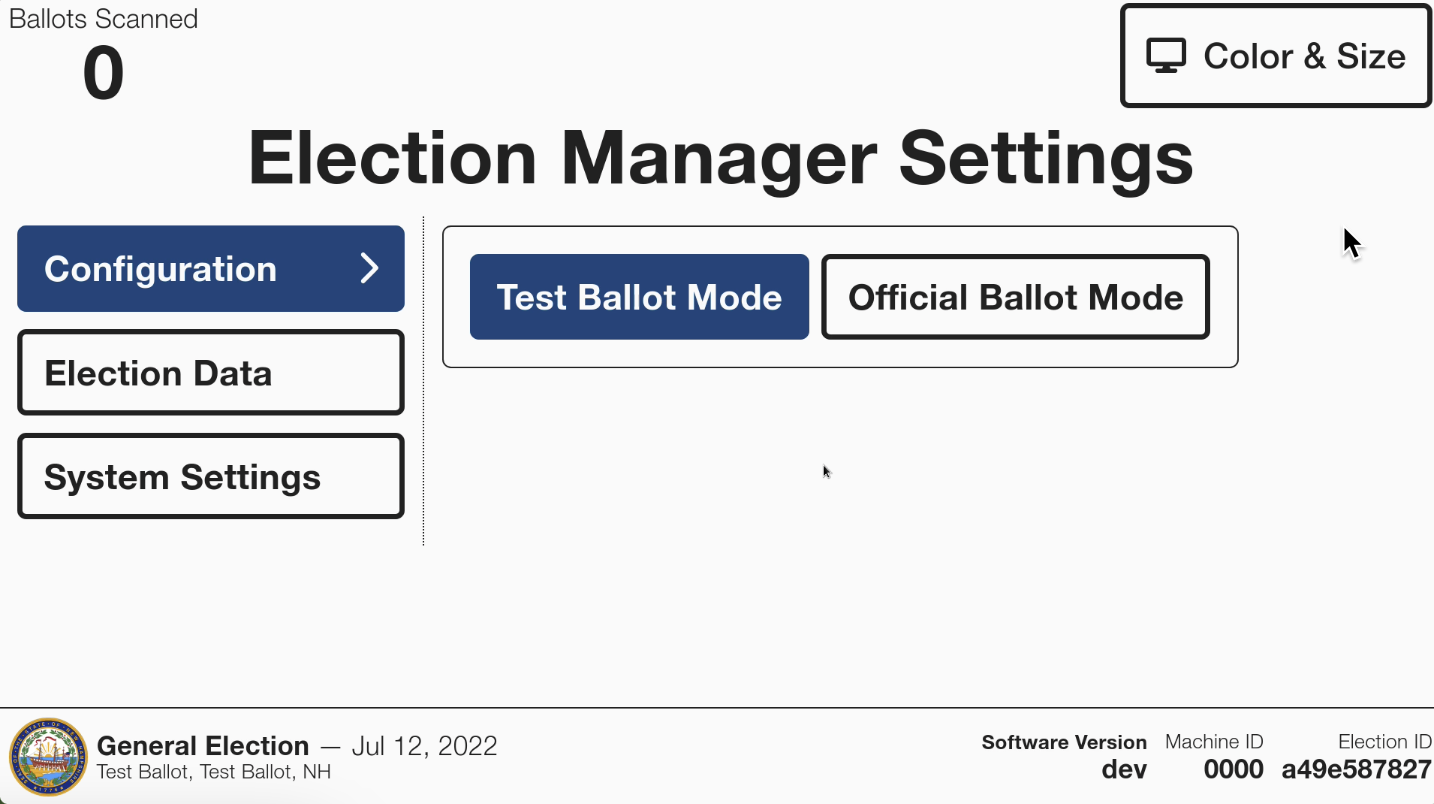 Ballots Scanned
0
Color & Size
Election Manager Settings
Configuration
Election Data
System Settings
Test Ballot Mode
Official Ballot Mode
General Election — Jul 12, 2022
Test Ballot, Test Ballot, NH
Software Version
dev
Machine ID
0000
Election ID
a49e587827